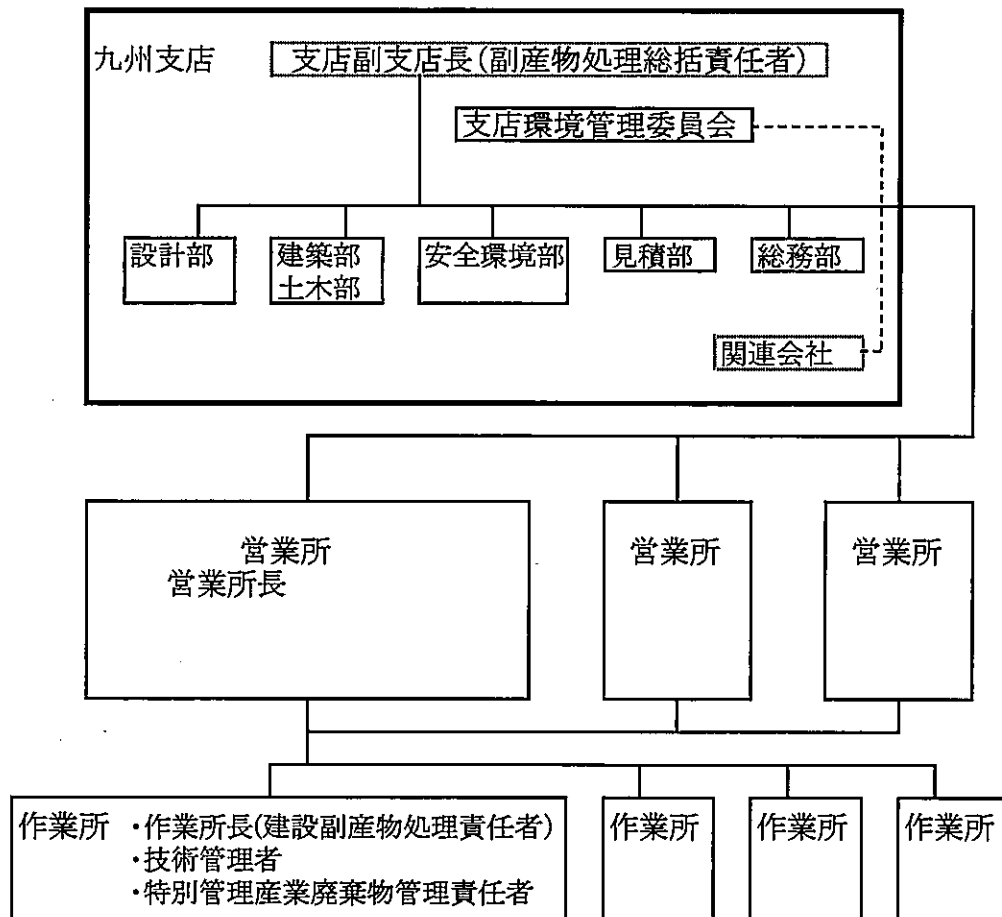 九州支店
支店副支店長(副産物処理総括責任者)
支店環境管理委員会
設計部
建築部
土木部
安全環境部
見積部
総務部
関連会社
営業所
営業所長
営業所
営業所
作業所
・作業所長(建設副産物処理責任者)
・技術管理者
・特別管理産業廃棄物管理責任者
作業所
作業所
作業所